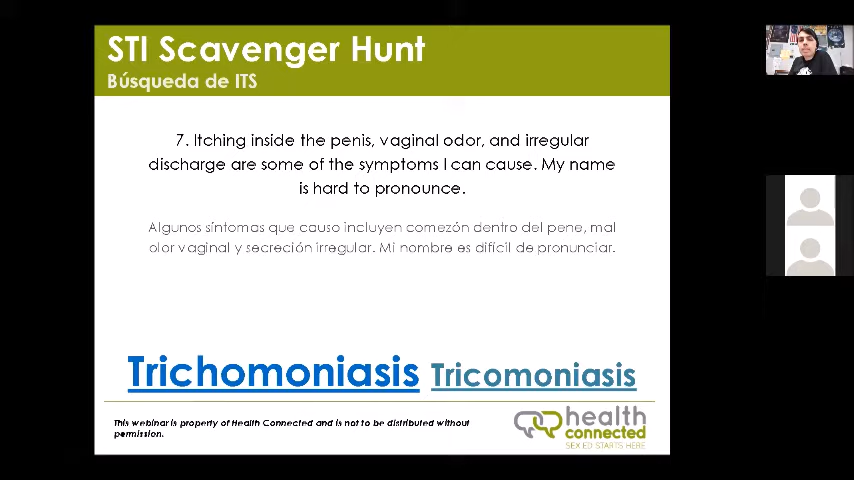 STI Scavenger Hunt
Búsqueda de ITS
7. Itching inside the penis, vaginal odor, and irregular
discharge are some of the symptoms I can cause. My name
is hard to pronounce.
Algunos síntomas que causo incluyen comezón dentro del pene, mal
olor vaginal y secreción irregular. Mi nombre es difícil de pronunciar.
Trichomoniasis Tricomoniasis
This webinar is property of Health Connected and is not to be distributed without
permission.
health
connected
SEX ED STARTS HERE